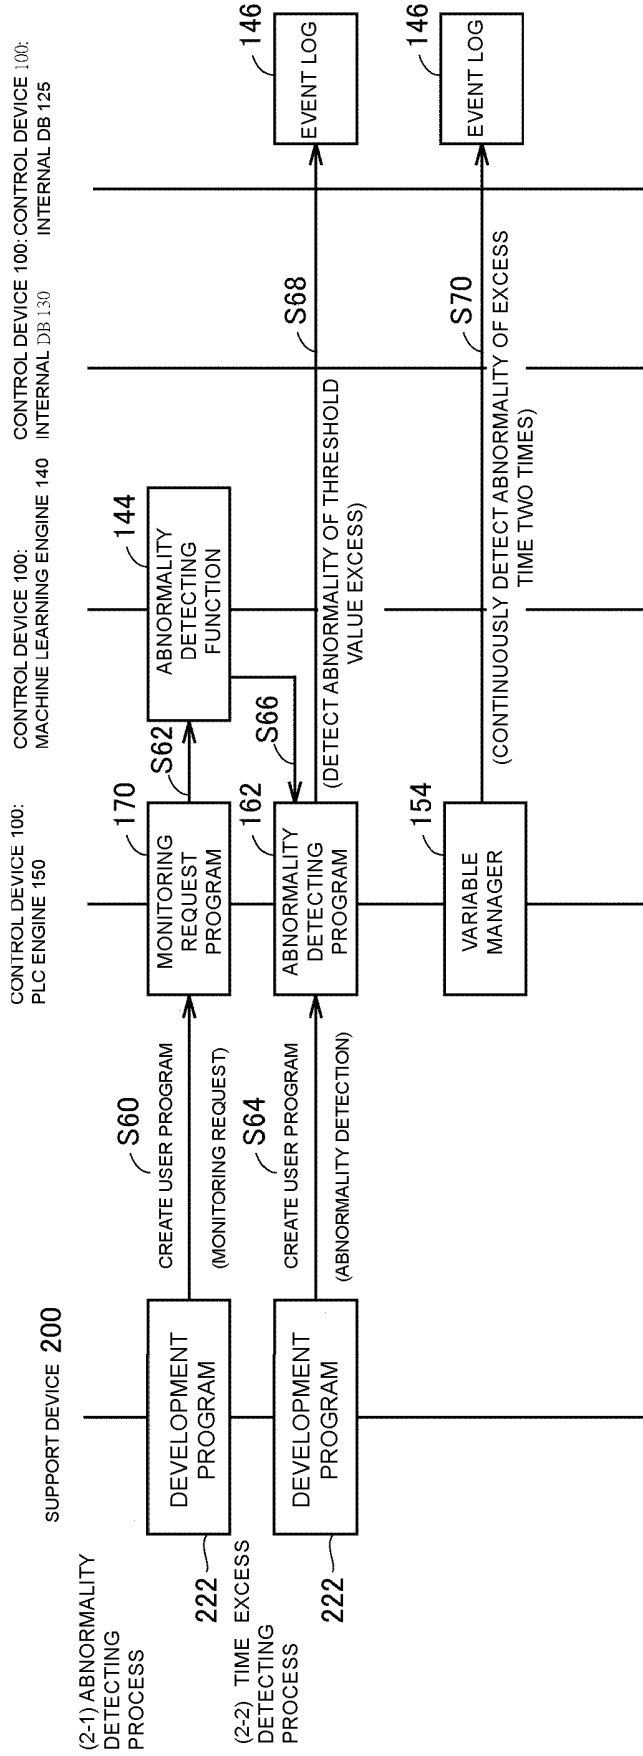 SUPPORT DEVICE 200
CONTROL DEVICE 100:
PLC ENGINE 150
CONTROL DEVICE 100:
MACHINE LEARNING ENGINE 140
CONTROL DEVICE 100:
INTERNAL DB 130
CONTROL DEVICE 100:
INTERNAL DB 125
(2-1) ABNORMALITY
DETECTING
PROCESS
222
DEVELOPMENT
PROGRAM
S60
CREATE USER PROGRAM
(MONITORING REQUEST)
170
MONITORING
REQUEST
PROGRAM
S62
144
ABNORMALITY
DETECTING
FUNCTION
S66
(2-2) TIME EXCESS
DETECTING
PROCESS
222
DEVELOPMENT
PROGRAM
S64
CREATE USER PROGRAM
(ABNORMALITY DETECTION)
162
ABNORMALITY
DETECTING
PROGRAM
(DETECT ABNORMALITY OF THRESHOLD
VALUE EXCESS)
S68
146
EVENT LOG
154
VARIABLE
MANAGER
(CONTINUOUSLY DETECT ABNORMALITY OF EXCESS
TIME TWO TIMES)
S70
146
EVENT LOG